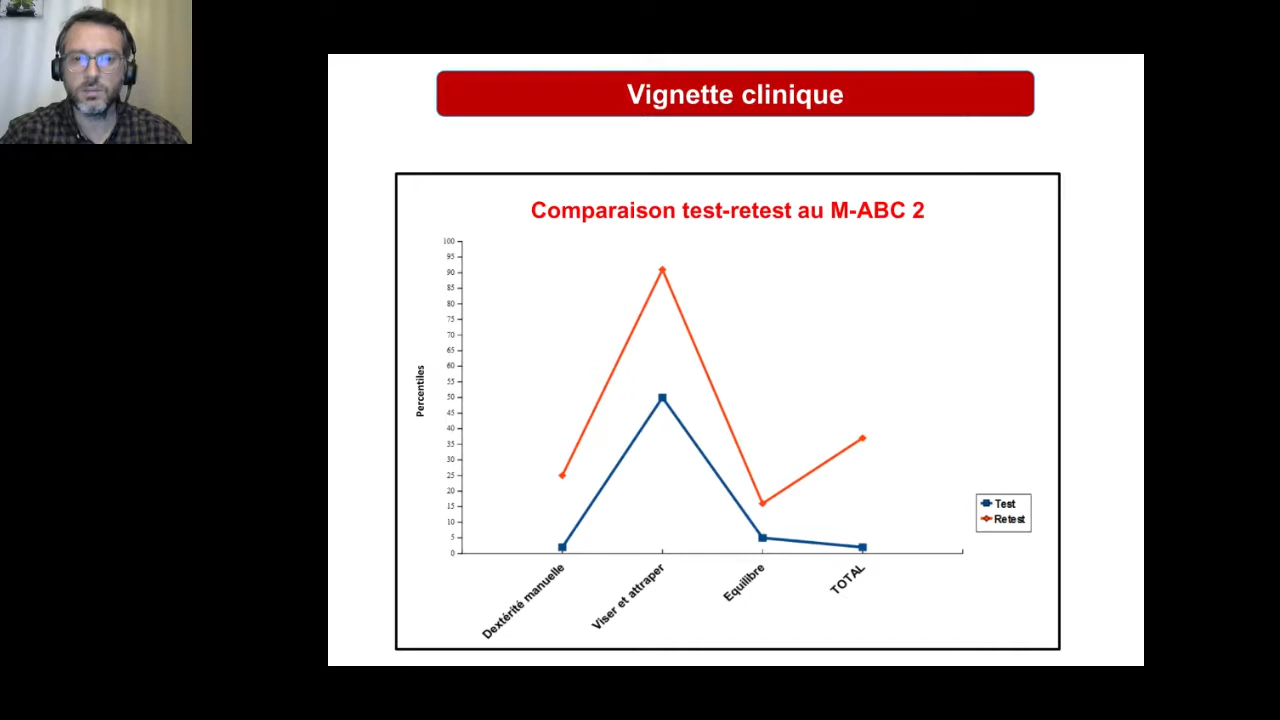 Vignette clinique
Comparaison test-retest au M-ABC 2
100
95
90
85
80
75
70
65
60
55
50
45
40
35
30
25
20
15
10
5
0
Percentiles
Dextérité manuelle
Viser et attraper
Equilibre
TOTAL
Test
Retest